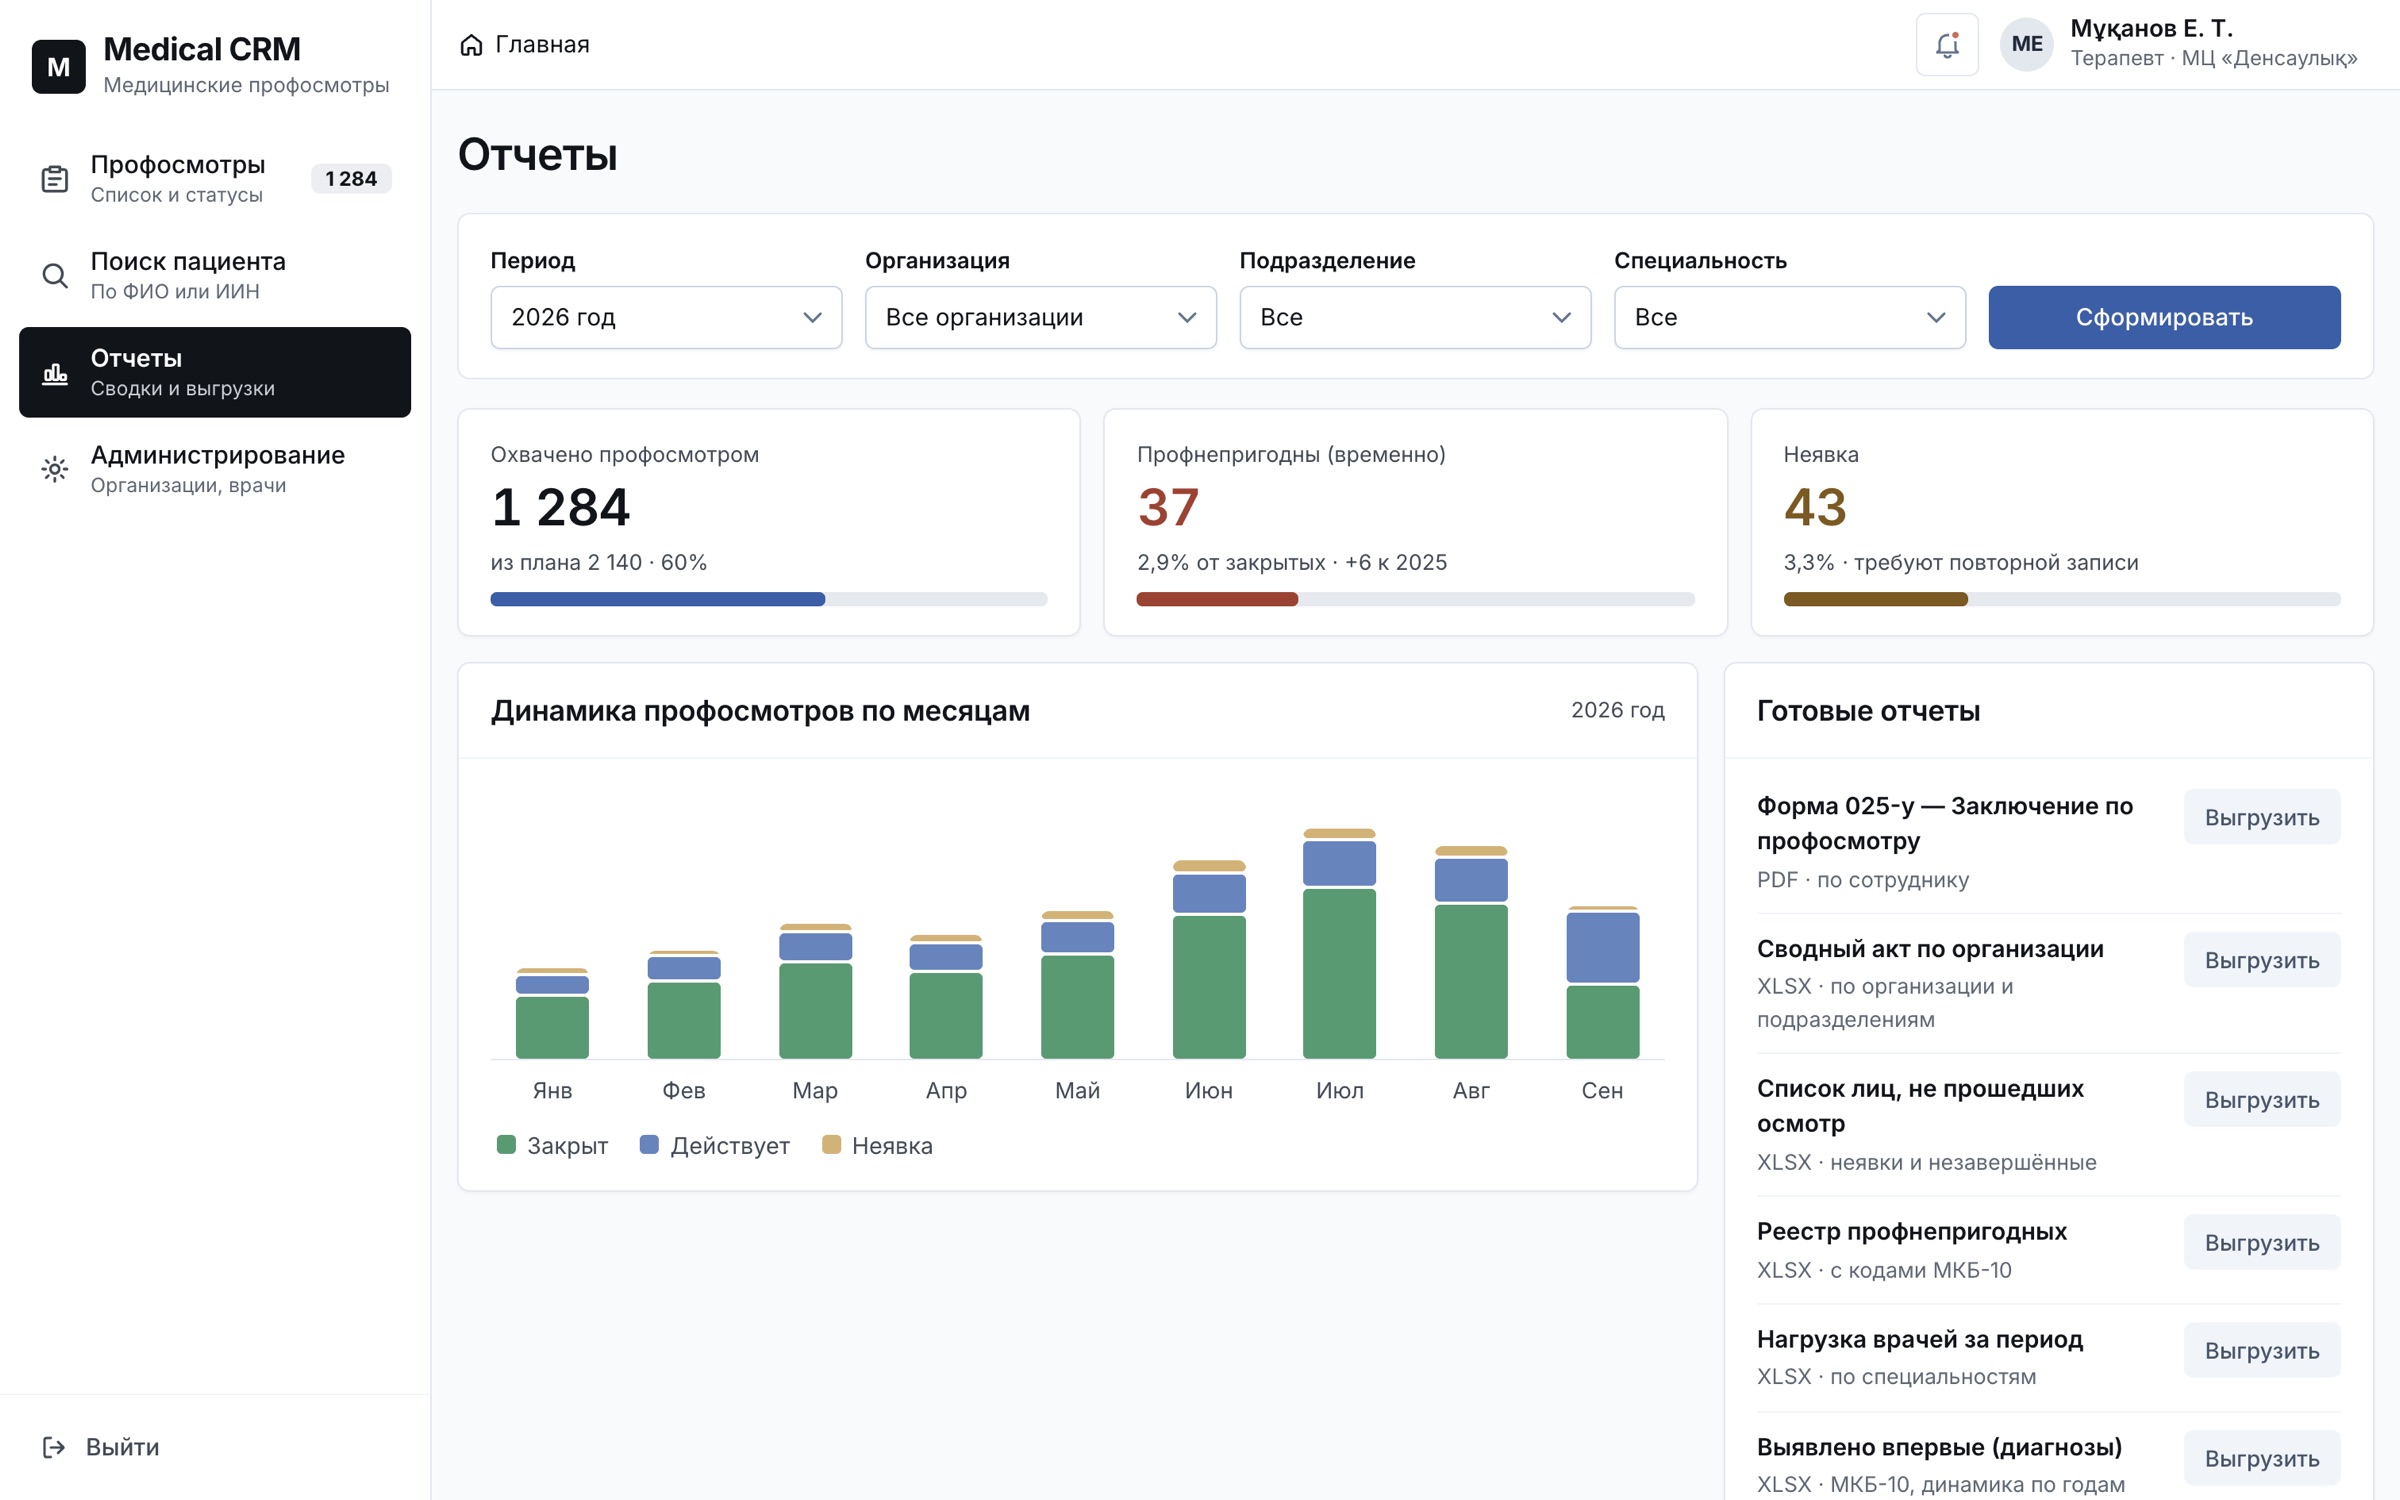 M
Medical CRM
Медицинские профосмотры
Профосмотры
Список и статусы
1 284
Поиск пациента
По ФИО или ИИН
Отчеты
Сводки и выгрузки
Администрирование
Организации, врачи
Выйти
Главная
МЕ
Мұқанов Е. Т.
Терапевт · МЦ «Денсаулық»
Отчеты
Период
Организация
Подразделение
Специальность
2026 год
Все организации
Все
Все
Сформировать
Охвачено профосмотром
1 284
из плана 2 140 · 60%
Профнепригодны (временно)
37
2,9% от закрытых · +6 к 2025
Неявка
43
3,3% · требуют повторной записи
Динамика профосмотров по месяцам
2026 год
Янв
Фев
Мар
Апр
Май
Июн
Июл
Авг
Сен
Закрыт
Действует
Неявка
Готовые отчеты
Форма 025-у — Заключение по
профосмотру
PDF · по сотруднику
Выгрузить
Сводный акт по организации
XLSX · по организации и
подразделениям
Выгрузить
Список лиц, не прошедших
осмотр
XLSX · неявки и незавершённые
Выгрузить
Реестр профнепригодных
XLSX · с кодами МКБ-10
Выгрузить
Нагрузка врачей за период
XLSX · по специальностям
Выгрузить
Выявлено впервые (диагнозы)
XLSX · МКБ-10, динамика по годам
Выгрузить